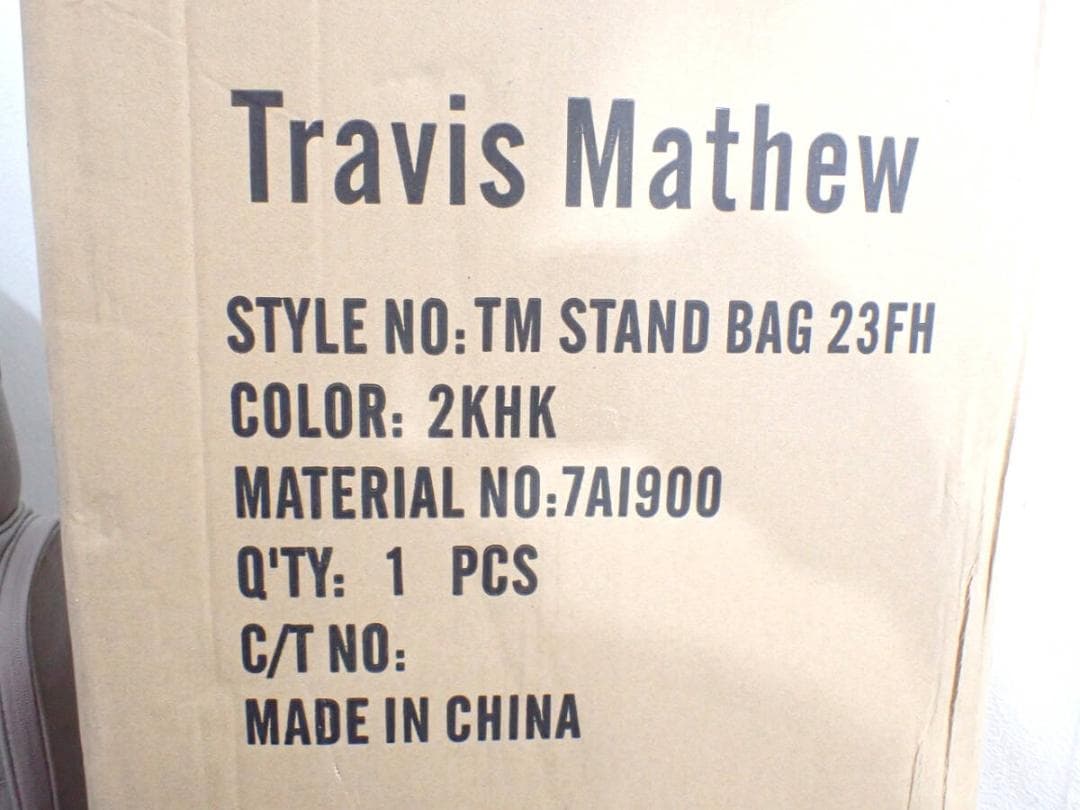 Travis Mathew
STYLE NO:TM STAND BAG 23FH
COLOR: 2KHK
MATERIAL NO:7AI900
Q'TY: 1 PCS
C/T NO:
MADE IN CHINA